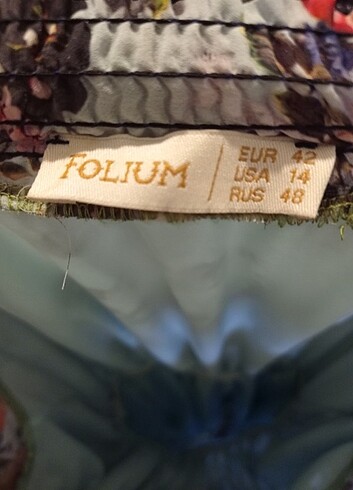 FOLIUM
EUR 42
USA 14
RUS 48